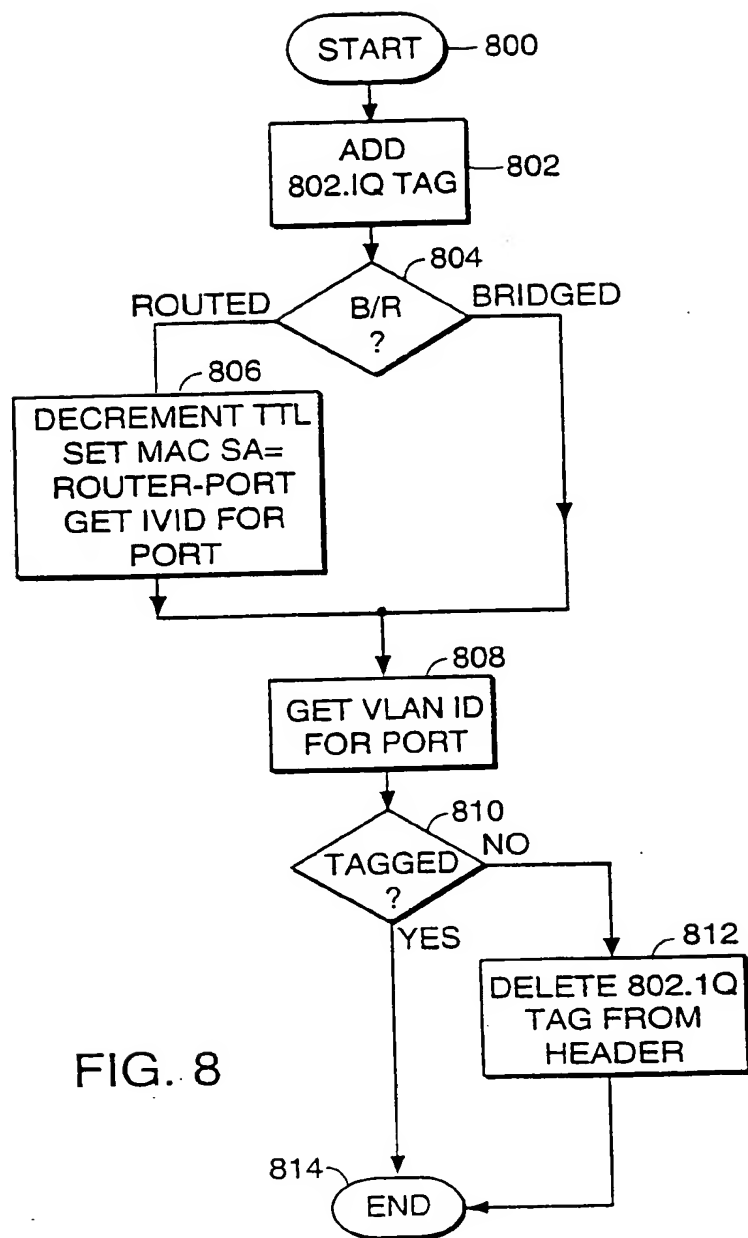 START
800
ADD
802.IQ TAG
802
804
ROUTED
B/R
?
BRIDGED
806
DECREMENT TTL
SET MAC SA=
ROUTER-PORT
GET IVID FOR
PORT
808
GET VLAN ID
FOR PORT
810
TAGGED
?
NO
YES
812
DELETE 802.1Q
TAG FROM
HEADER
FIG. 8
814
END